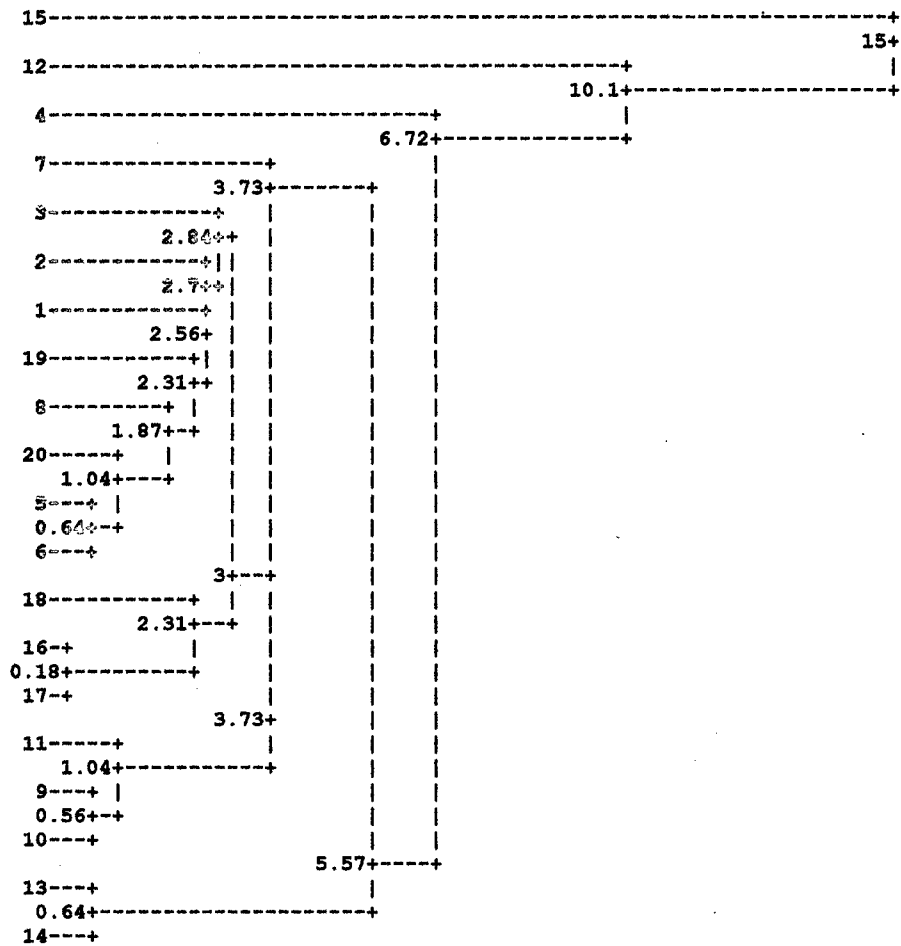 15------------------------------------------------------------------+
                                                                  15+
12---------------------------------------------+                    |
                                           10.1+--------------------+
 4------------------------------+              |
                            6.72+--------------+
 7-----------------+            |
               3.73+-------+    |
 3-------------+   |       |    |
           2.84++  |       |    |
 2------------+||  |       |    |
           2.7++|  |       |    |
 1------------+ |  |       |    |
          2.56+ |  |       |    |
19-----------+| |  |       |    |
         2.31++ |  |       |    |
 8---------+ |  |  |       |    |
       1.87+-+  |  |       |    |
20-----+   |    |  |       |    |
   1.04+---+    |  |       |    |
 5---+ |        |  |       |    |
 0.64+-+        |  |       |    |
 6---+          |  |       |    |
               3+--+       |    |
18-----------+  |  |       |    |
         2.31+--+  |       |    |
16-+         |     |       |    |
0.18+--------+     |       |    |
17-+               |       |    |
               3.73+       |    |
11-----+           |       |    |
   1.04+-----------+       |    |
 9---+ |                   |    |
 0.56+-+                   |    |
10---+                     |    |
                       5.57+----+
13---+                     |
 0.64+---------------------+
14---+